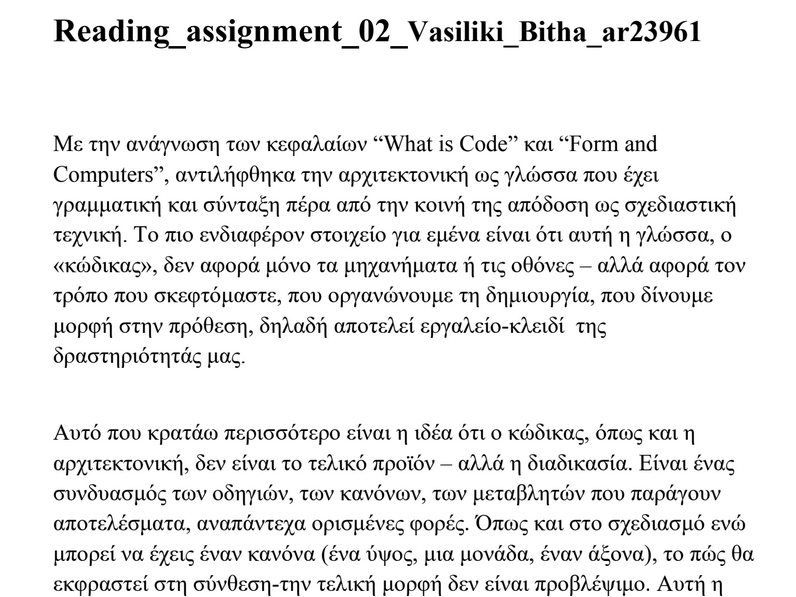 Reading_assignment_02_Vasiliki_Bitha_ar23961
Με την ανάγνωση των κεφαλαίων “What is Code” και “Form and
Computers”, αντιλήφθηκα την αρχιτεκτονική ως γλώσσα που έχει
γραμματική και σύνταξη πέρα από την κοινή της απόδοση ως σχεδιαστική
τεχνική. Το πιο ενδιαφέρον στοιχείο για εμένα είναι ότι αυτή η γλώσσα, ο
«κώδικας», δεν αφορά μόνο τα μηχανήματα ή τις οθόνες – αλλά αφορά τον
τρόπο που σκεφτόμαστε, που οργανώνουμε τη δημιουργία, που δίνουμε
μορφή στην πρόθεση, δηλαδή αποτελεί εργαλείο-κλειδί  της
δραστηριότητάς μας.
Αυτό που κρατάω περισσότερο είναι η ιδέα ότι ο κώδικας, όπως και η
αρχιτεκτονική, δεν είναι το τελικό προϊόν – αλλά η διαδικασία. Είναι ένας
συνδυασμός των οδηγιών, των κανόνων, των μεταβλητών που παράγουν
αποτελέσματα, αναπάντεχα ορισμένες φορές. Όπως και στο σχεδιασμό ενώ
μπορεί να έχεις έναν κανόνα (ένα ύψος, μια μονάδα, έναν άξονα), το πώς θα
εκφραστεί στη σύνθεση-την τελική μορφή δεν είναι προβλέψιμο. Αυτή η